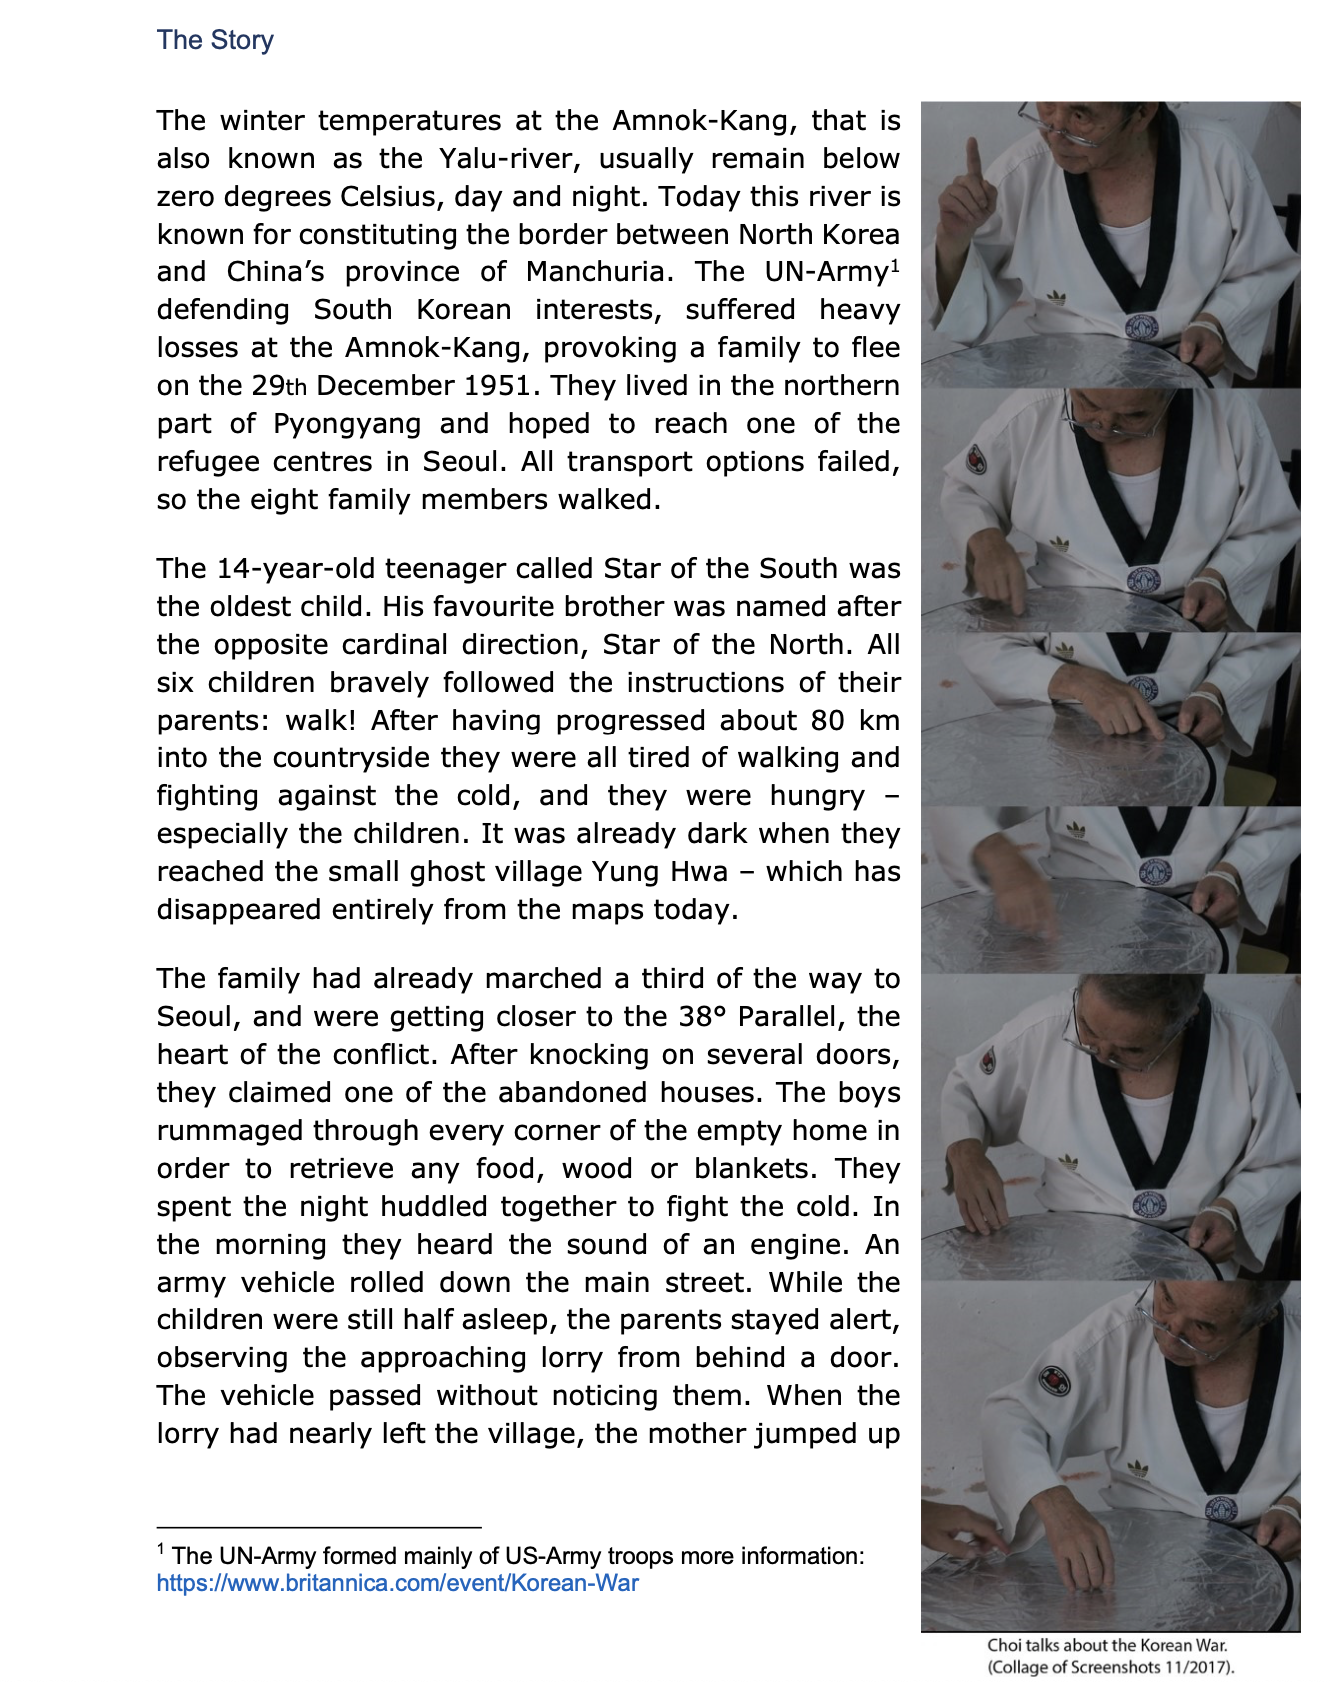 The Story
The winter temperatures at the Amnok-Kang, that is
also known as the Yalu-river, usually remain below
zero degrees Celsius, day and night. Today this river is
known for constituting the border between North Korea
and China’s province of Manchuria. The UN-Army1
defending South Korean interests, suffered heavy
losses at the Amnok-Kang, provoking a family to flee
on the 29th December 1951. They lived in the northern
part of Pyongyang and hoped to reach one of the
refugee centres in Seoul. All transport options failed,
so the eight family members walked.
The 14-year-old teenager called Star of the South was
the oldest child. His favourite brother was named after
the opposite cardinal direction, Star of the North. All
six children bravely followed the instructions of their
parents: walk! After having progressed about 80 km
into the countryside they were all tired of walking and
fighting against the cold, and they were hungry –
especially the children. It was already dark when they
reached the small ghost village Yung Hwa – which has
disappeared entirely from the maps today.
The family had already marched a third of the way to
Seoul, and were getting closer to the 38° Parallel, the
heart of the conflict. After knocking on several doors,
they claimed one of the abandoned houses. The boys
rummaged through every corner of the empty home in
order to retrieve any food, wood or blankets. They
spent the night huddled together to fight the cold. In
the morning they heard the sound of an engine. An
army vehicle rolled down the main street. While the
children were still half asleep, the parents stayed alert,
observing the approaching lorry from behind a door.
The vehicle passed without noticing them. When the
lorry had nearly left the village, the mother jumped up
1 The UN-Army formed mainly of US-Army troops more information:
https://www.britannica.com/event/Korean-War
Choi talks about the Korean War.
(Collage of Screenshots 11/2017).